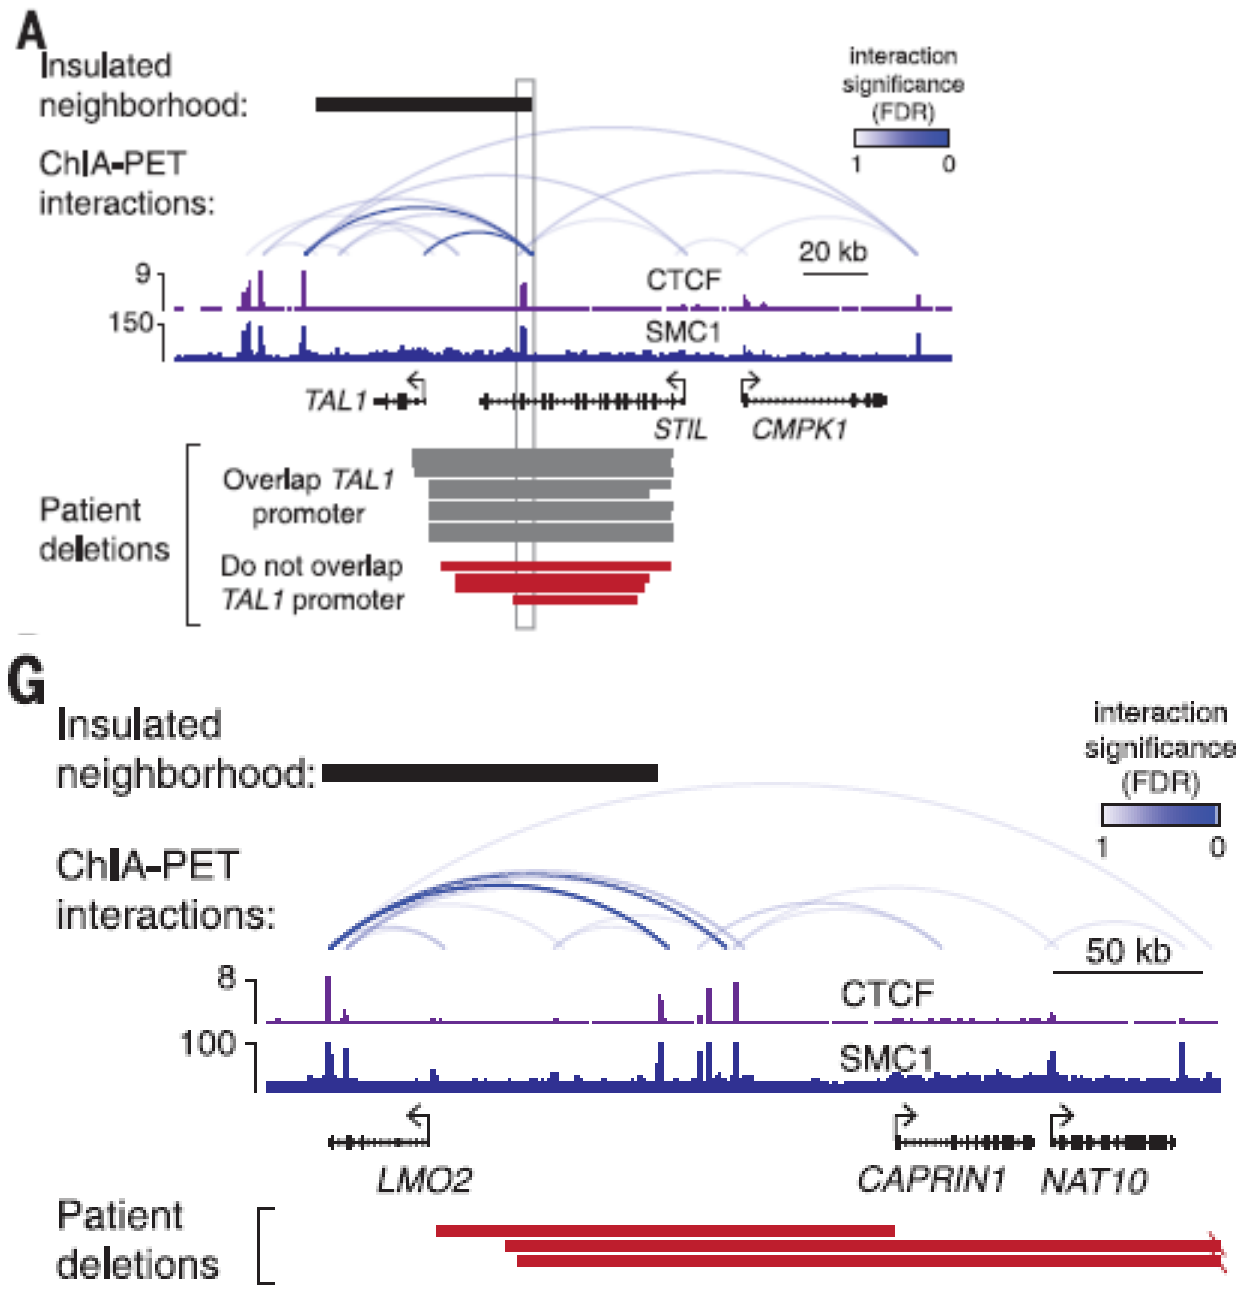 A
Insulated
neighborhood:
interaction
significance
(FDR)
1 0
ChIA-PET
interactions:
20 kb
9
CTCF
150
SMC1
TAL1
STIL CMPK1
Overlap TAL1
promoter
Patient
deletions
Do not overlap
TAL1 promoter
G
Insulated
neighborhood:
interaction
significance
(FDR)
1 0
ChIA-PET
interactions:
50 kb
8
CTCF
100
SMC1
LMO2 CAPRIN1 NAT10
Patient
deletions